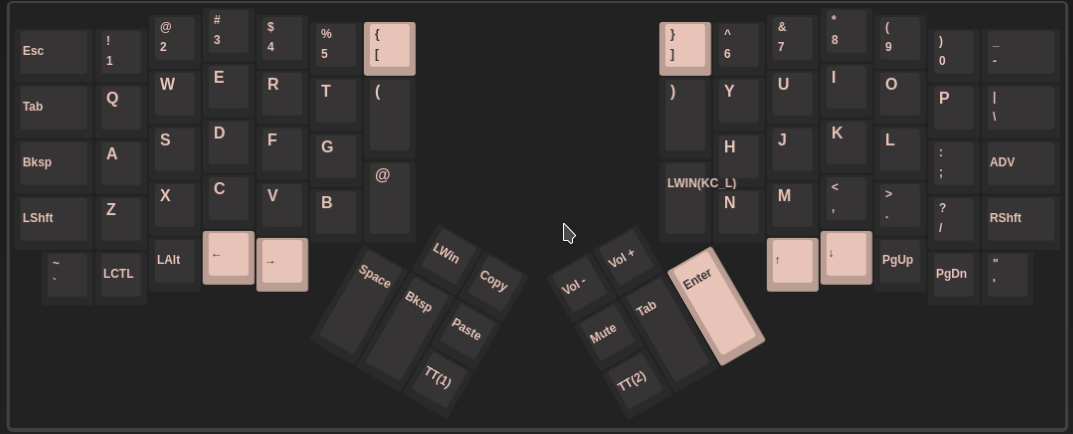 Esc ! 1 @ 2 # 3 $ 4 % 5 { [
} ] ^ 6 & 7 * 8 ( 9 ) 0 _ -
Tab Q W E R T (
) Y U I O P | \
Bksp A S D F G @
LWIN(KC_L) H J K L : ; ADV
LShft Z X C V B
N M < , > . ? / RShft
~ ` LCTL LAlt ← →
↑ ↓ PgUp PgDn " '
Space Bksp LWin Copy
Paste
TT(1)
Vol - Vol +
Mute Tab Enter
TT(2)